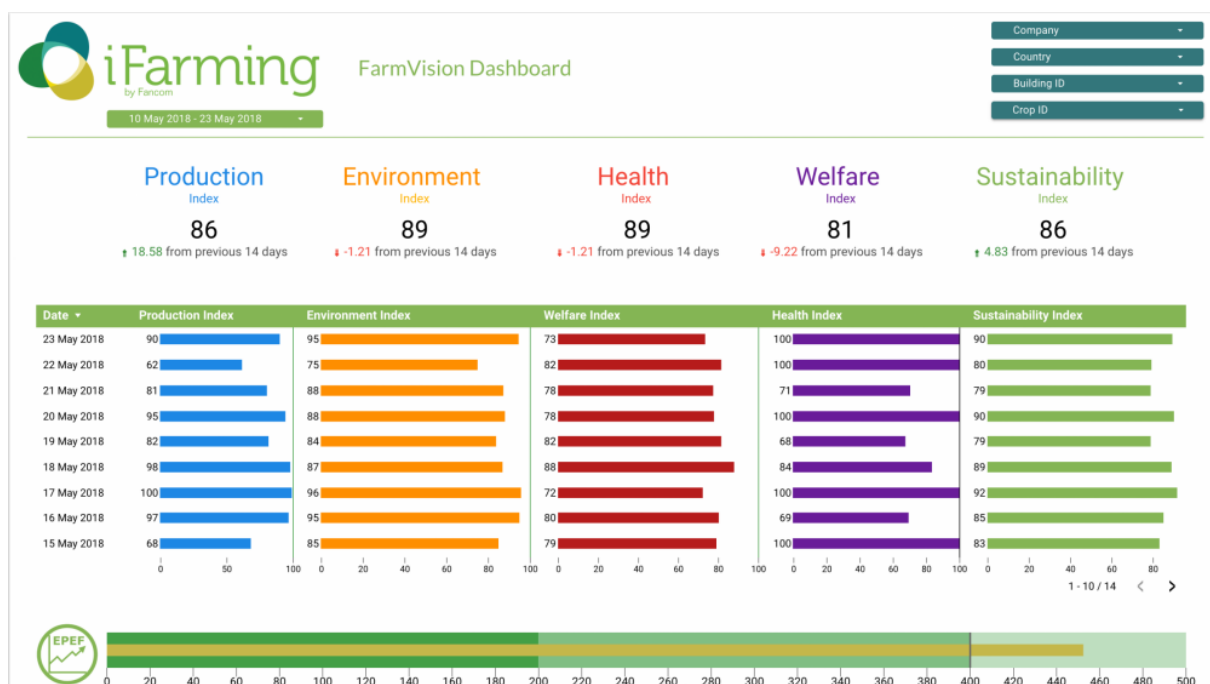 iFarming
by Fancom
FarmVision Dashboard
Company
Country
Building ID
Crop ID
10 May 2018 - 23 May 2018
Production Environment Health Welfare Sustainability
Index Index Index Index Index
86 89 89 81 86
18.58 from previous 14 days -1.21 from previous 14 days -1.21 from previous 14 days -9.22 from previous 14 days 4.83 from previous 14 days
Date Production Index Environment Index Welfare Index Health Index Sustainability Index
23 May 2018 90 95 73 100 90
22 May 2018 62 75 82 100 80
21 May 2018 81 88 78 71 79
20 May 2018 95 88 78 100 90
19 May 2018 82 84 82 68 79
18 May 2018 98 87 88 84 89
17 May 2018 100 96 72 100 92
16 May 2018 97 95 80 69 85
15 May 2018 68 85 79 100 83
0 50 100 0 20 40 60 80 100 0 20 40 60 80 100 0 20 40 60 80 100 0 20 40 60 80
1 - 10 / 14
EPEF
0 20 40 60 80 100 120 140 160 180 200 220 240 260 280 300 320 340 360 380 400 420 440 460 480 500